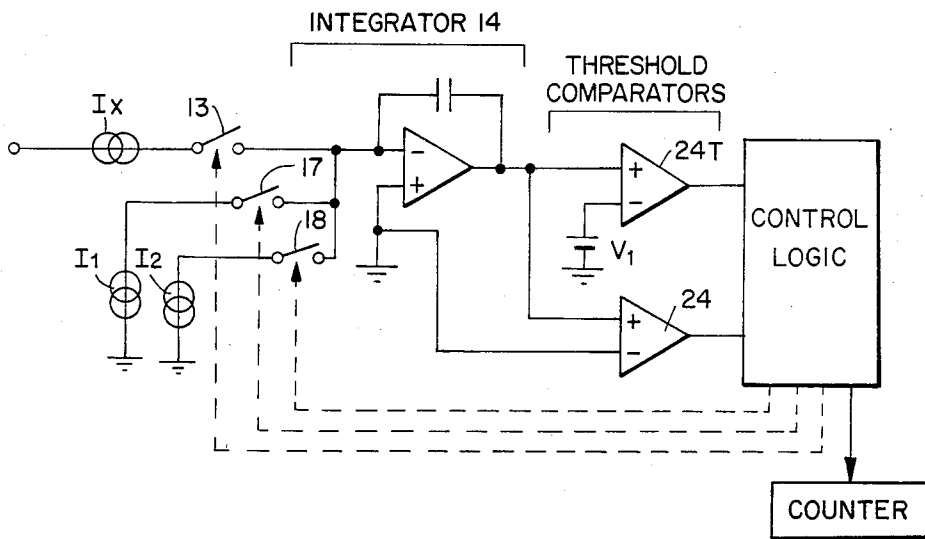 INTEGRATOR 14
THRESHOLD
COMPARATORS
Ix
13
17
18
I1
I2
-
+
+
-
24T
V1
+
-
24
CONTROL
LOGIC
COUNTER